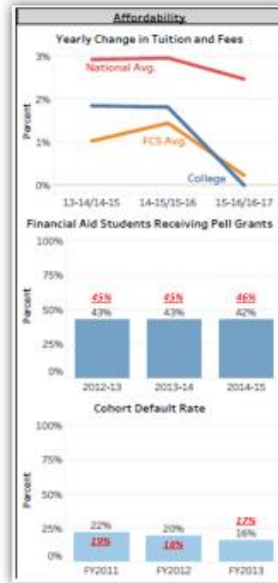 Affordability
Yearly Change in Tuition and Fees
3%
National Avg.
2%
Percent
1%
FCS Avg.
College
0%
13-14/14-15 14-15/15-16 15-16/16-17
Financial Aid Students Receiving Pell Grants
100%
75%
Percent
50%
45% 45% 46%
43% 43% 42%
25%
0%
2012-13 2013-14 2014-15
Cohort Default Rate
100%
75%
Percent
50%
17%
25%
22% 20% 16%
19% 18%
0%
FY2011 FY2012 FY2013